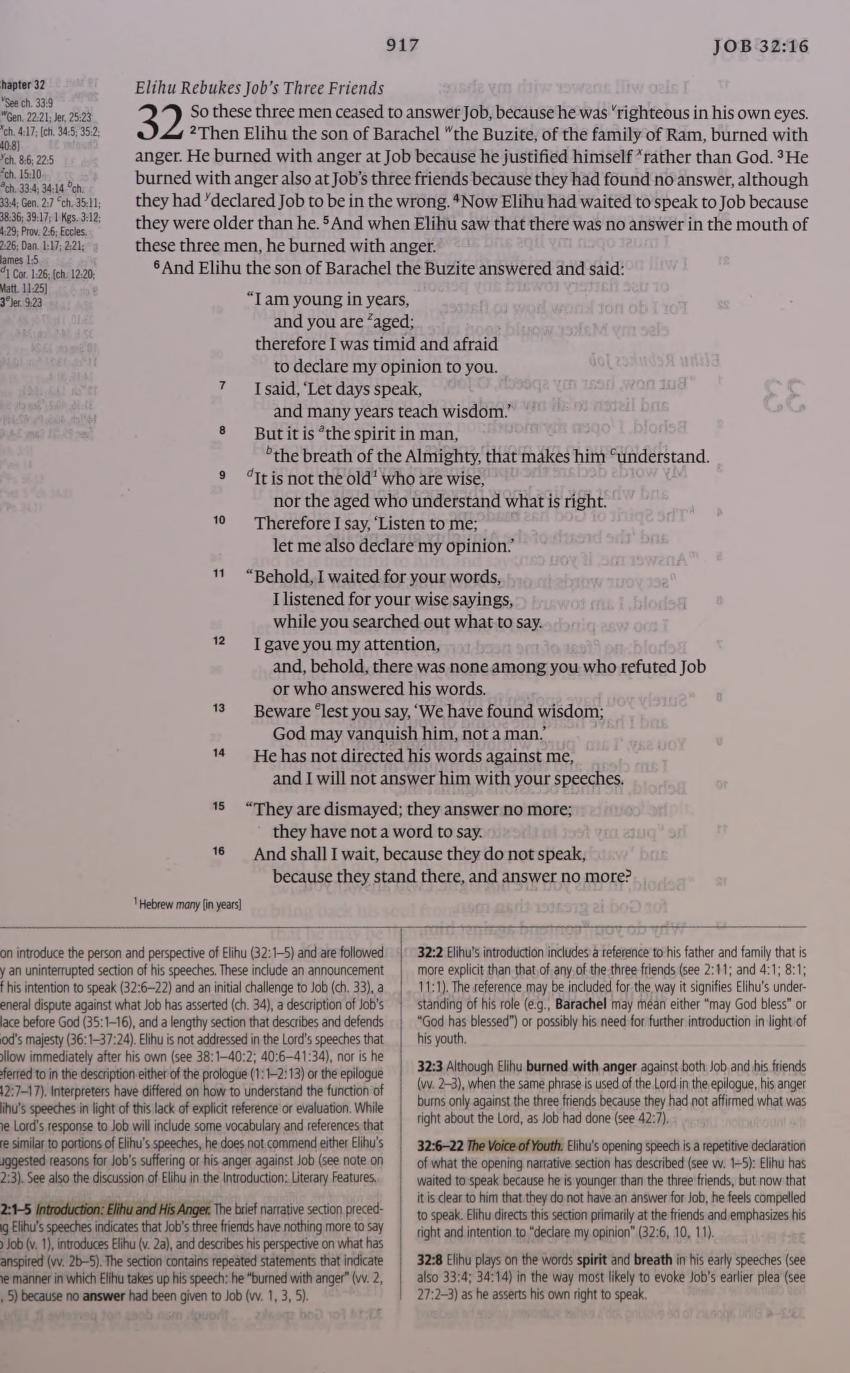 917
JOB 32:16
hapter 32
ᵛSee ch. 33:9
ʷGen. 22:21; Jer. 25:23
ˣch. 4:17; [ch. 34:5; 35:2;
40:8]
ʸch. 8:6; 22:5
ᶻch. 15:10
ᵃch. 33:4; 34:14 ᵇch.
33:4; Gen. 2:7 ᶜch. 35:11;
38:36; 39:17; 1 Kgs. 3:12;
4:29; Prov. 2:6; Eccles.
2:26; Dan. 1:17; 2:21;
James 1:5
ᵈ1 Cor. 1:26; [ch. 12:20;
Matt. 11:25]
3ᵉJer. 9:23
Elihu Rebukes Job’s Three Friends
32 So these three men ceased to answer Job, because he was ᵛrighteous in his own eyes.
²Then Elihu the son of Barachel ʷthe Buzite, of the family of Ram, burned with
anger. He burned with anger at Job because he justified himself ˣrather than God. ³He
burned with anger also at Job’s three friends because they had found no answer, although
they had ʸdeclared Job to be in the wrong. ⁴Now Elihu had waited to speak to Job because
they were older than he. ⁵And when Elihu saw that there was no answer in the mouth of
these three men, he burned with anger.
⁶And Elihu the son of Barachel the Buzite answered and said:
“I am young in years,
and you are ᶻaged;
therefore I was timid and afraid
to declare my opinion to you.
7 I said, ‘Let days speak,
and many years teach wisdom.’
8 But it is ᵃthe spirit in man,
ᵇthe breath of the Almighty, that makes him ᶜunderstand.
9 ᵈIt is not the old¹ who are wise,
nor the aged who understand what is right.
10 Therefore I say, ‘Listen to me;
let me also declare my opinion.’
11 “Behold, I waited for your words,
I listened for your wise sayings,
while you searched out what to say.
12 I gave you my attention,
and, behold, there was none among you who refuted Job
or who answered his words.
13 Beware ᵉlest you say, ‘We have found wisdom;
God may vanquish him, not a man.’
14 He has not directed his words against me,
and I will not answer him with your speeches.
15 “They are dismayed; they answer no more;
they have not a word to say.
16 And shall I wait, because they do not speak,
because they stand there, and answer no more?
¹ Hebrew many [in years]
on introduce the person and perspective of Elihu (32:1–5) and are followed
y an uninterrupted section of his speeches. These include an announcement
f his intention to speak (32:6–22) and an initial challenge to Job (ch. 33), a
eneral dispute against what Job has asserted (ch. 34), a description of Job’s
lace before God (35:1–16), and a lengthy section that describes and defends
od’s majesty (36:1–37:24). Elihu is not addressed in the Lord’s speeches that
ollow immediately after his own (see 38:1–40:2; 40:6–41:34), nor is he
eferred to in the description either of the prologue (1:1–2:13) or the epilogue
42:7–17). Interpreters have differed on how to understand the function of
lihu’s speeches in light of this lack of explicit reference or evaluation. While
he Lord’s response to Job will include some vocabulary and references that
re similar to portions of Elihu’s speeches, he does not commend either Elihu’s
uggested reasons for Job’s suffering or his anger against Job (see note on
2:3). See also the discussion of Elihu in the Introduction: Literary Features.
2:1–5 Introduction: Elihu and His Anger. The brief narrative section preced-
g Elihu’s speeches indicates that Job’s three friends have nothing more to say
o Job (v. 1), introduces Elihu (v. 2a), and describes his perspective on what has
anspired (vv. 2b–5). The section contains repeated statements that indicate
he manner in which Elihu takes up his speech: he “burned with anger” (vv. 2,
, 5) because no answer had been given to Job (vv. 1, 3, 5).
32:2 Elihu’s introduction includes a reference to his father and family that is
more explicit than that of any of the three friends (see 2:11; and 4:1; 8:1;
11:1). The reference may be included for the way it signifies Elihu’s under-
standing of his role (e.g., Barachel may mean either “may God bless” or
“God has blessed”) or possibly his need for further introduction in light of
his youth.
32:3 Although Elihu burned with anger against both Job and his friends
(vv. 2–3), when the same phrase is used of the Lord in the epilogue, his anger
burns only against the three friends because they had not affirmed what was
right about the Lord, as Job had done (see 42:7).
32:6–22 The Voice of Youth. Elihu’s opening speech is a repetitive declaration
of what the opening narrative section has described (see vv. 1–5): Elihu has
waited to speak because he is younger than the three friends, but now that
it is clear to him that they do not have an answer for Job, he feels compelled
to speak. Elihu directs this section primarily at the friends and emphasizes his
right and intention to “declare my opinion” (32:6, 10, 11).
32:8 Elihu plays on the words spirit and breath in his early speeches (see
also 33:4; 34:14) in the way most likely to evoke Job’s earlier plea (see
27:2–3) as he asserts his own right to speak.